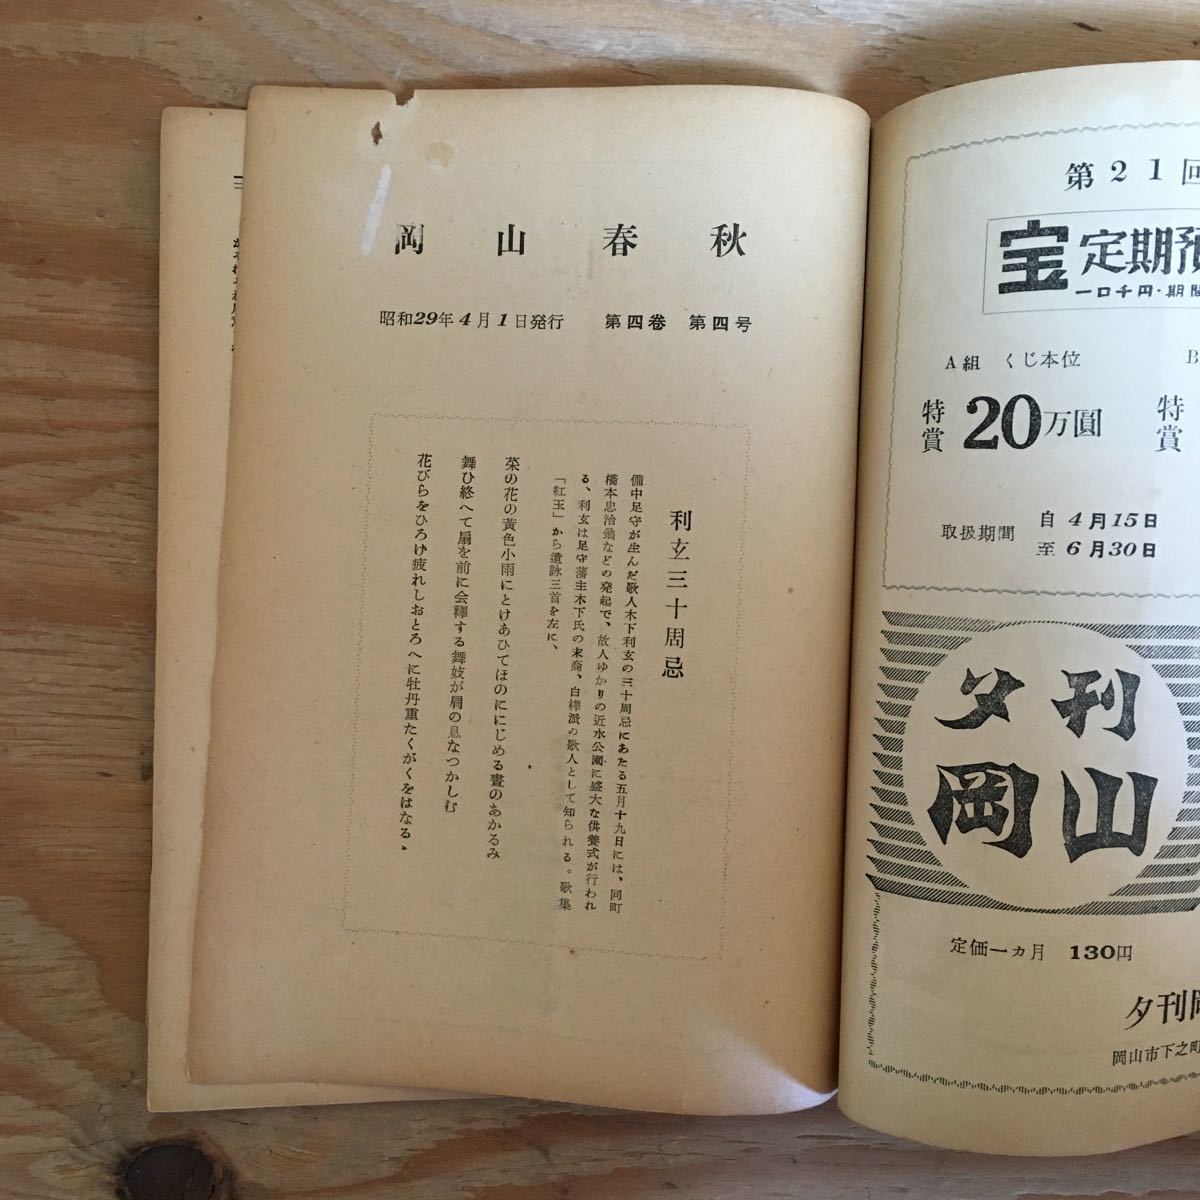 岡山春秋
昭和29年4月1日発行 第四卷 第四号
利玄三十周忌
備中足守が生んだ歌人木下利玄の三十周忌にあたる五月十九日には、同町
橋本忠治翁などの発起で、故人ゆかりの近水公園に盛大な供養式が行われ
る、利玄は足守藩主木下氏の末裔、白樺派の歌人として知られる。歌集
「紅玉」から遺詠三首を左に、
菜の花の黄色小雨にとけあひてほのににじめる晝のあかるみ
舞ひ終へて扇を前に会釋する舞妓が肩の息なつかしむ
花びらをひろけ疲れしおとろへに牡丹重たくがくをはなるゝ
第21回
宝定期預
一口千円・期間
A組 くじ本位
B
特賞 20万圓
特賞
取扱期間 自4月15日
至6月30日
夕刊
岡山
定価一カ月 130円
夕刊岡
岡山市下之町